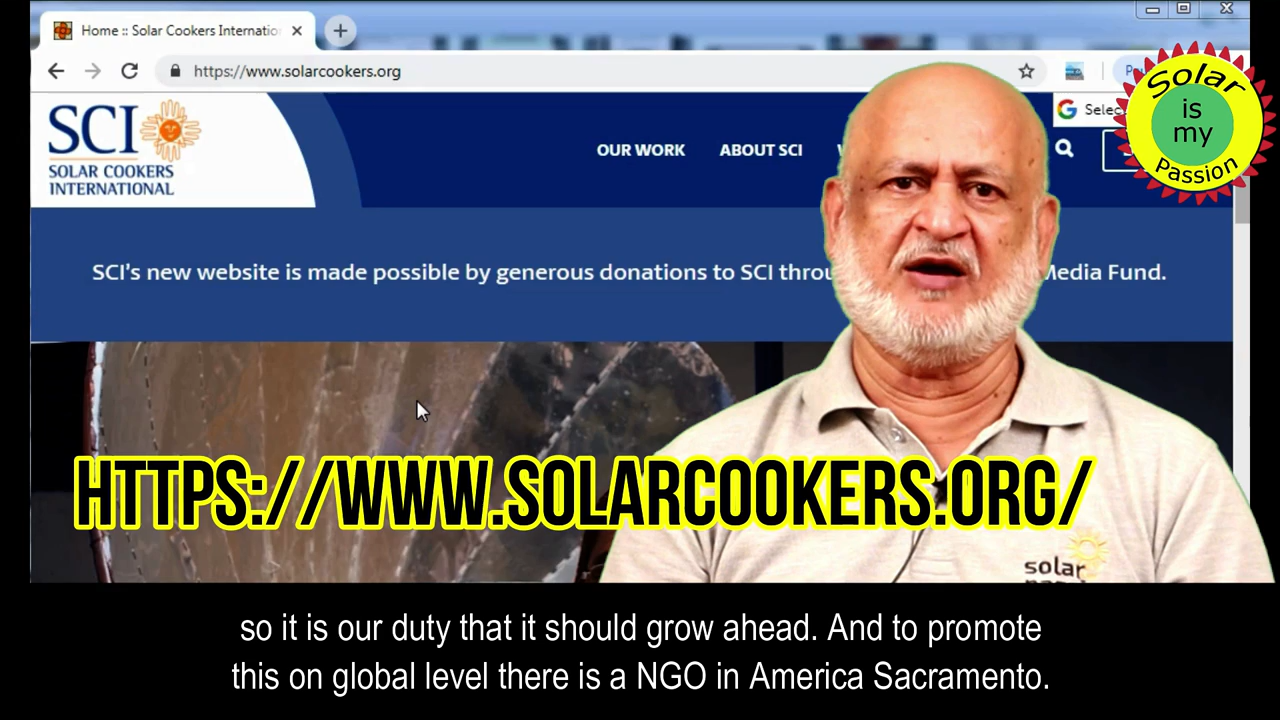 Home :: Solar Cookers Internatio
https://www.solarcookers.org
Solar
is
my
Passion
SCI
SOLAR COOKERS
INTERNATIONAL
OUR WORK
ABOUT SCI
SCI's new website is made possible by generous donations to SCI
Media Fund.
HTTPS://WWW.SOLARCOOKERS.ORG/
solar
so it is our duty that it should grow ahead. And to promote
this on global level there is a NGO in America Sacramento.